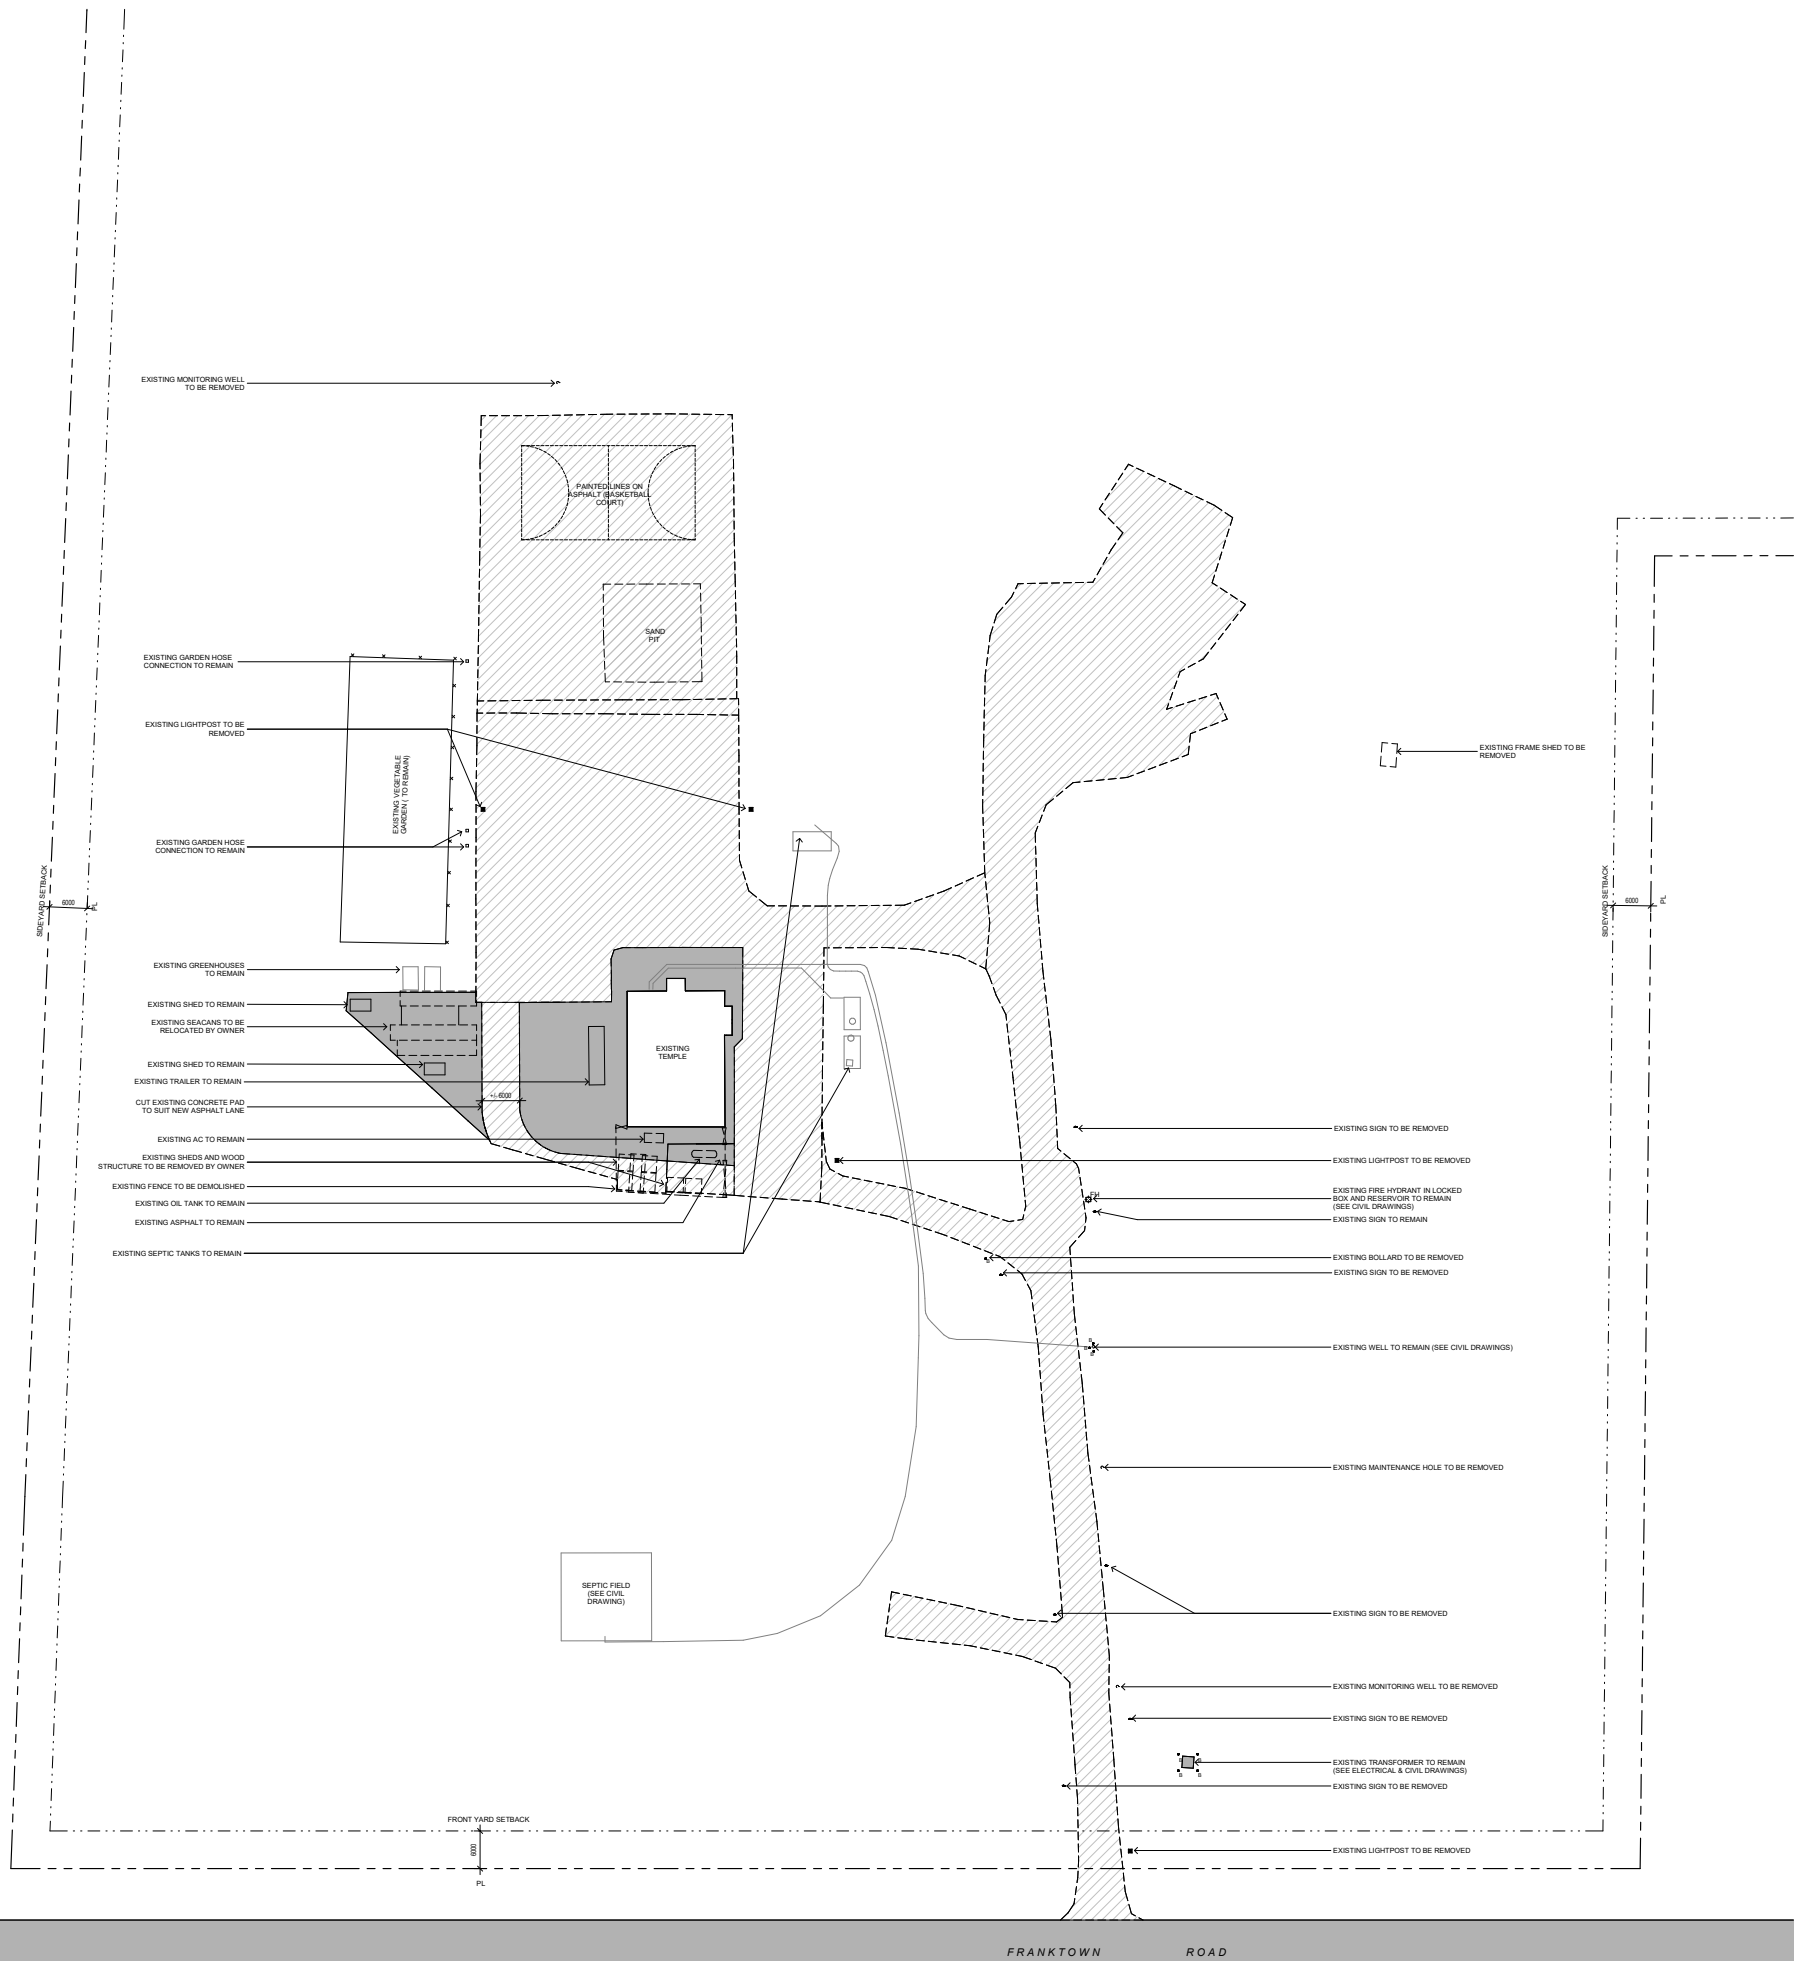 EXISTING MONITORING WELL
TO BE REMOVED
PAINTED LINES ON
ASPHALT (BASKETBALL
COURT)
SAND
PIT
EXISTING GARDEN HOSE
CONNECTION TO REMAIN
EXISTING LIGHTPOST TO BE
REMOVED
EXISTING VEGETABLE
GARDEN ( TO REMAIN)
EXISTING FRAME SHED TO BE
REMOVED
EXISTING GARDEN HOSE
CONNECTION TO REMAIN
SIDEYARD SETBACK
6000
PL
SIDEYARD SETBACK
6000
PL
EXISTING GREENHOUSES
TO REMAIN
EXISTING SHED TO REMAIN
EXISTING SEACANS TO BE
RELOCATED BY OWNER
EXISTING TEMPLE
EXISTING SHED TO REMAIN
EXISTING TRAILER TO REMAIN
+/- 6000
CUT EXISTING CONCRETE PAD
TO SUIT NEW ASPHALT LANE
EXISTING AC TO REMAIN
EXISTING SHEDS AND WOOD
STRUCTURE TO BE REMOVED BY OWNER
EXISTING FENCE TO BE DEMOLISHED
EXISTING OIL TANK TO REMAIN
EXISTING ASPHALT TO REMAIN
EXISTING SEPTIC TANKS TO REMAIN
EXISTING SIGN TO BE REMOVED
EXISTING LIGHTPOST TO BE REMOVED
FH
EXISTING FIRE HYDRANT IN LOCKED
BOX AND RESERVOIR TO REMAIN
(SEE CIVIL DRAWINGS)
EXISTING SIGN TO REMAIN
EXISTING BOLLARD TO BE REMOVED
EXISTING SIGN TO BE REMOVED
EXISTING WELL TO REMAIN (SEE CIVIL DRAWINGS)
EXISTING MAINTENANCE HOLE TO BE REMOVED
SEPTIC FIELD
(SEE CIVIL
DRAWING)
EXISTING SIGN TO BE REMOVED
EXISTING MONITORING WELL TO BE REMOVED
EXISTING SIGN TO BE REMOVED
EXISTING TRANSFORMER TO REMAIN
(SEE ELECTRICAL & CIVIL DRAWINGS)
EXISTING SIGN TO BE REMOVED
FRONT YARD SETBACK
6000
PL
EXISTING LIGHTPOST TO BE REMOVED
FRANKTOWN ROAD